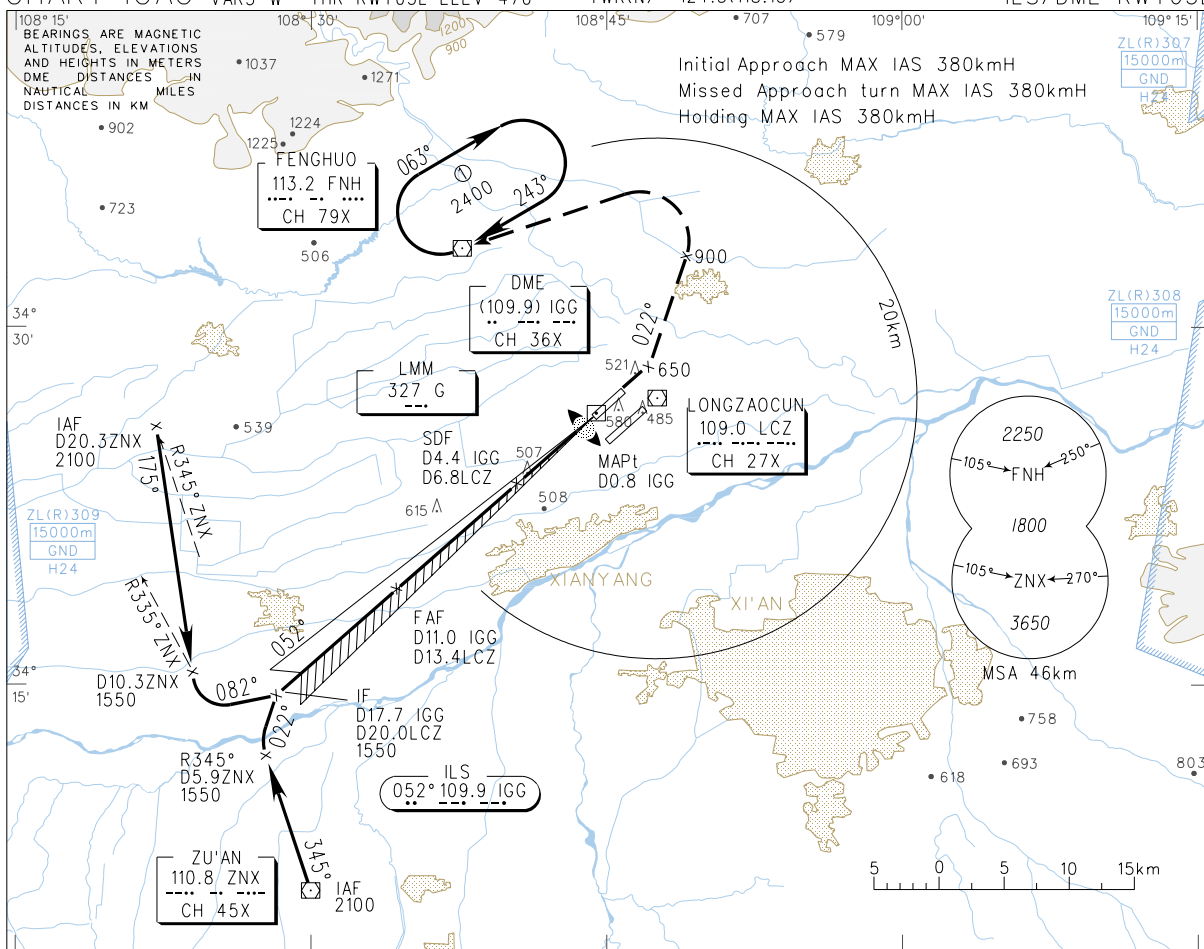 108° 15'
108° 30'
108° 45'
109° 00'
109° 15'
BEARINGS ARE MAGNETIC
ALTITUDES, ELEVATIONS
AND HEIGHTS IN METERS
DME DISTANCES IN
NAUTICAL MILES
DISTANCES IN KM
1200
900
1037
1271
902
1224
1225
723
506
707
579
Initial Approach MAX IAS 380kmH
Missed Approach turn MAX IAS 380kmH
Holding MAX IAS 380kmH
ZL(R)307
15000m
GND
H24
FENGHUO
113.2 FNH
CH 79X
063°
1
2400
243°
900
022°
20km
DME
(109.9) IGG
CH 36X
34°
30'
ZL(R)308
15000m
GND
H24
LMM
327 G
521
650
580
485
LONGZAOCUN
109.0 LCZ
CH 27X
IAF
D20.3ZNX
2100
539
175°
R345° ZNX
SDF
D4.4 IGG
D6.8LCZ
507
MAPt
D0.8 IGG
508
615
2250
105°
FNH
250°
1800
105°
ZNX
270°
3650
MSA 46km
ZL(R)309
15000m
GND
H24
R335° ZNX
XIANYANG
XI'AN
052°
FAF
D11.0 IGG
D13.4LCZ
34°
15'
D10.3ZNX
1550
082°
022°
IF
D17.7 IGG
D20.0LCZ
1550
R345°
D5.9ZNX
1550
ILS
052° 109.9 IGG
758
693
618
803
ZU'AN
110.8 ZNX
CH 45X
345°
IAF
2100
5 0 5 10 15km